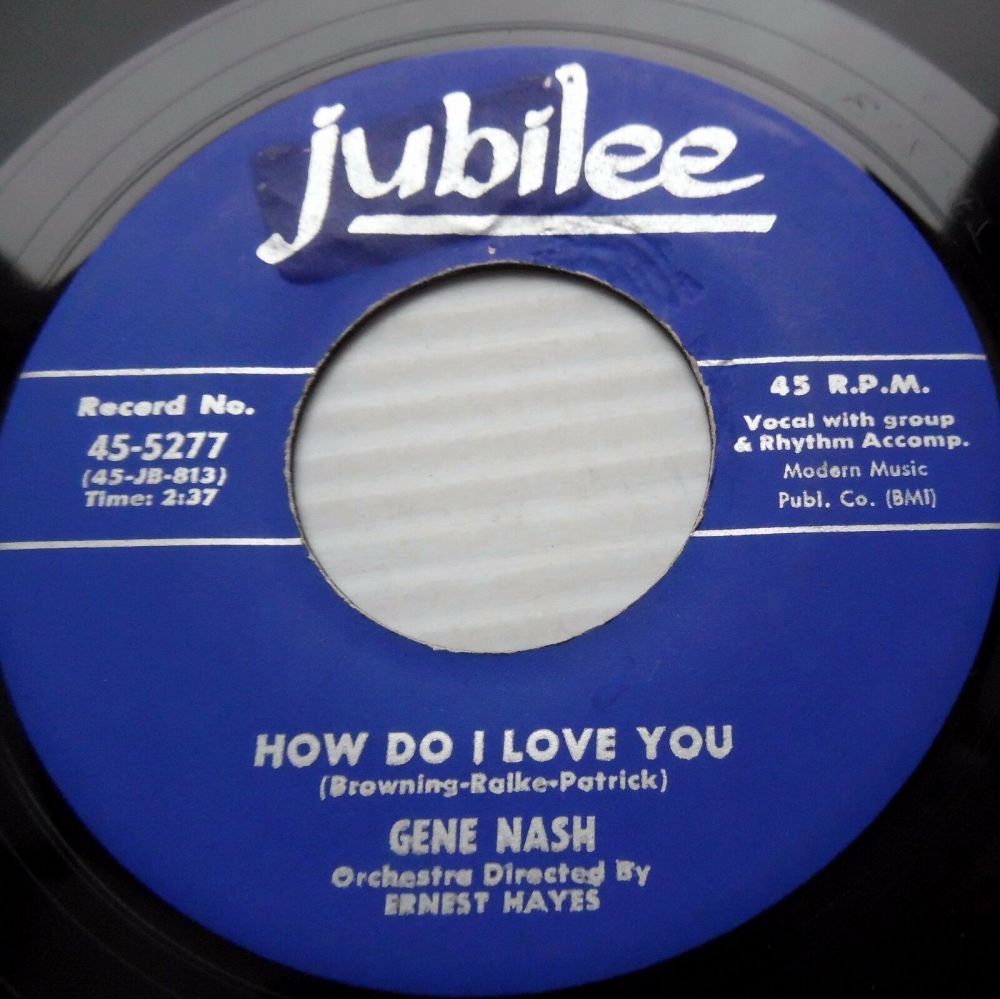 jubilee
Record No.
45-5277
(45-JB-813)
Time: 2:37
45 R.P.M.
Vocal with group
& Rhythm Accomp.
Modern Music
Publ. Co. (BMI)
HOW DO I LOVE YOU
(Browning-Ralke-Patrick)
GENE NASH
Orchestra Directed By
ERNEST HAYES